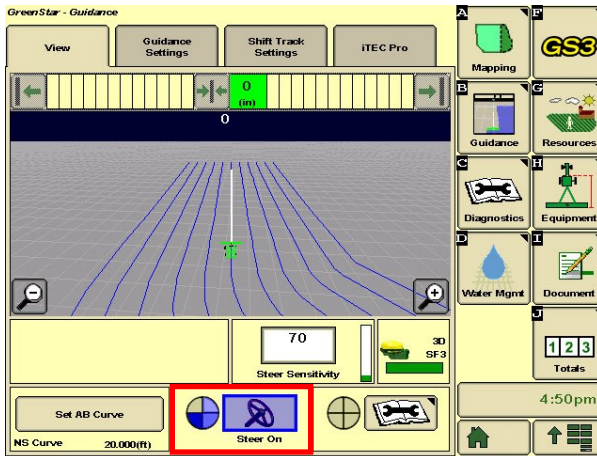 GreenStar - Guidance
View
Guidance
Settings
Shift Track
Settings
iTEC Pro
0
(in)
0
70
Steer Sensitivity
3D
SF3
Set AB Curve
NS Curve 20.000(ft)
Steer On
A
Mapping
F
GS3
B
Guidance
G
Resources
C
Diagnostics
H
Equipment
D
Water Mgmt
I
Document
J
1 2 3
Totals
4:50pm